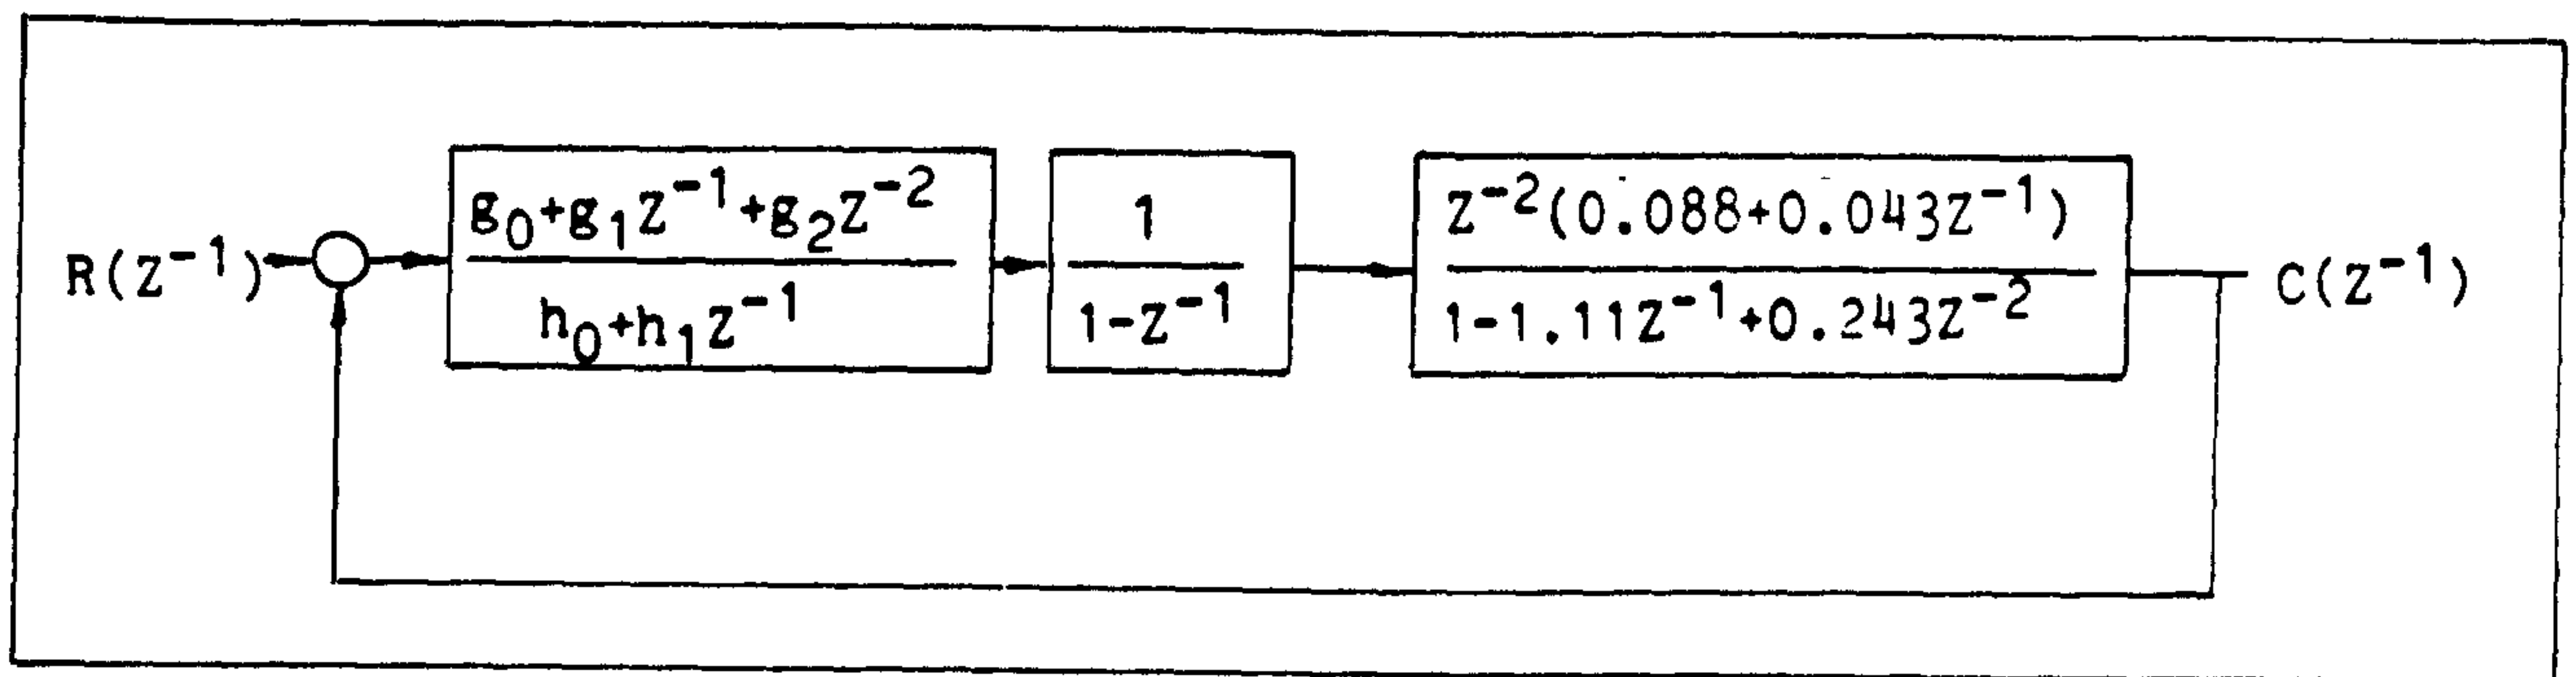 R(Z⁻¹)
g₀+g₁Z⁻¹+g₂Z⁻²
h₀+h₁Z⁻¹
1
1-Z⁻¹
Z⁻²(0.088+0.043Z⁻¹)
1-1.11Z⁻¹+0.243Z⁻²
C(Z⁻¹)